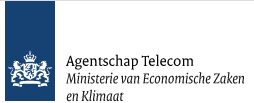 Agentschap Telecom
Ministerie van Economische Zaken
en Klimaat